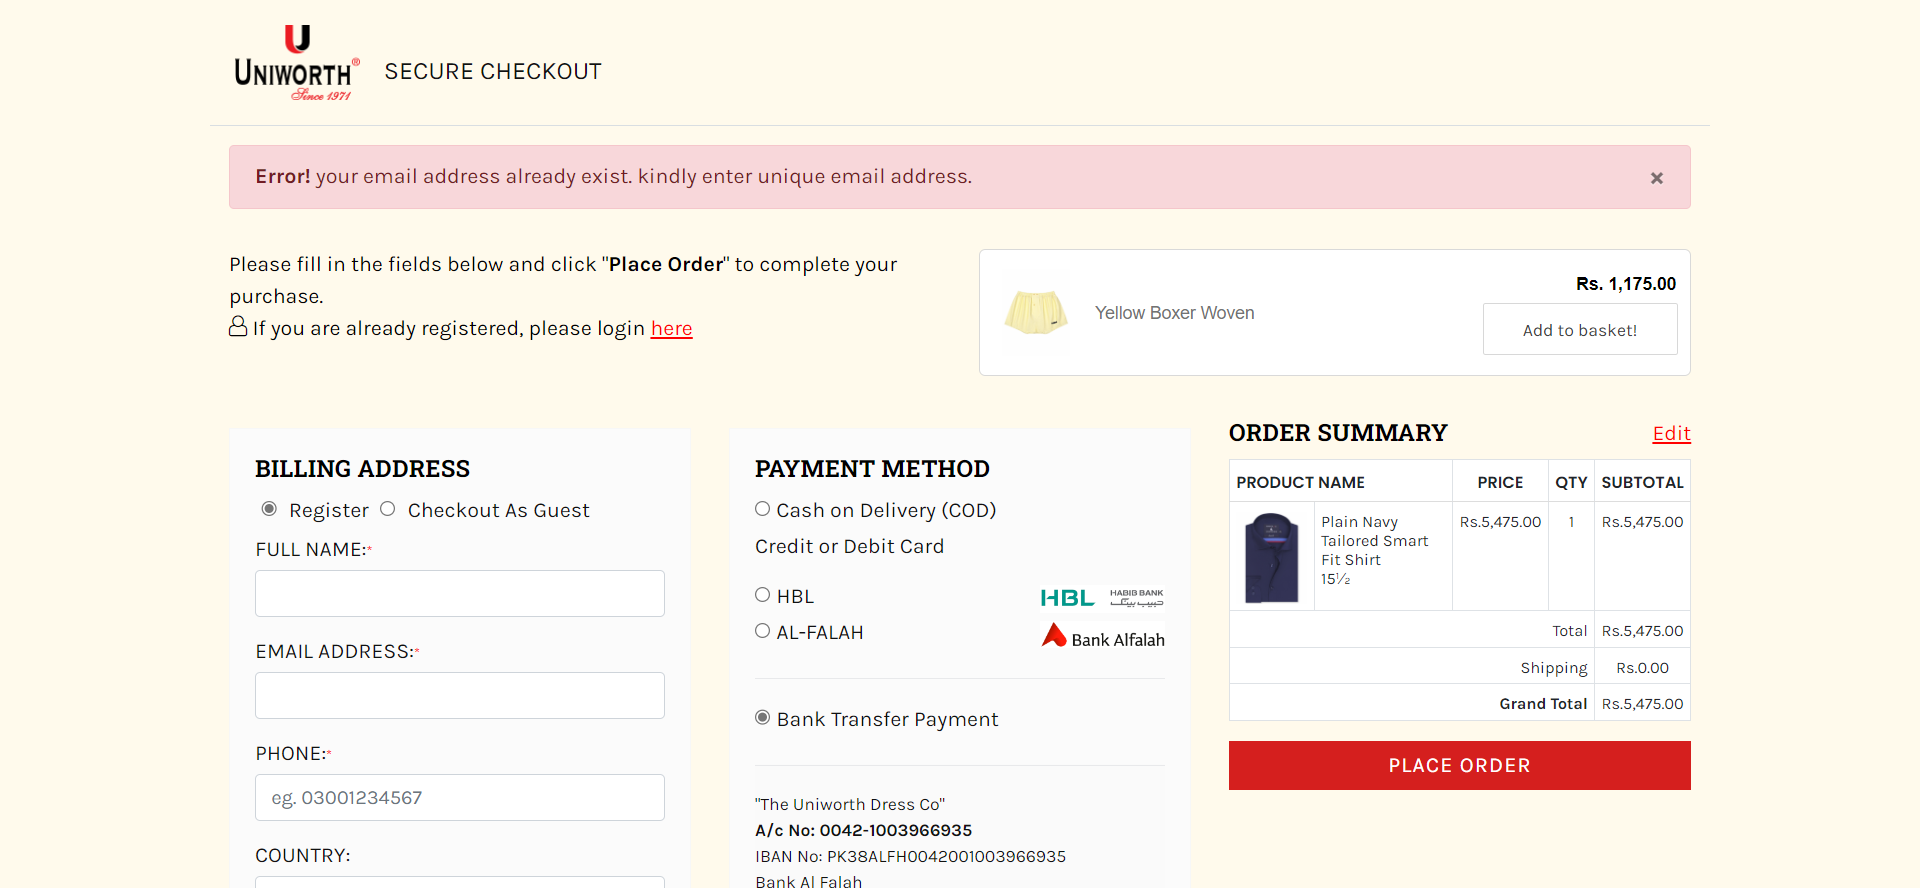 UNIWORTH®
Since 1971
SECURE CHECKOUT
Error! your email address already exist. kindly enter unique email address.
×
Please fill in the fields below and click "Place Order" to complete your
purchase.
If you are already registered, please login here
Yellow Boxer Woven
Rs. 1,175.00
Add to basket!
BILLING ADDRESS
Register Checkout As Guest
FULL NAME:*
EMAIL ADDRESS:*
PHONE:*
eg. 03001234567
COUNTRY:
PAYMENT METHOD
Cash on Delivery (COD)
Credit or Debit Card
HBL
HBL HABIB BANK
حبیب بینک
AL-FALAH
Bank Alfalah
Bank Transfer Payment
"The Uniworth Dress Co"
A/c No: 0042-1003966935
IBAN No: PK38ALFH0042001003966935
Bank Al Falah
ORDER SUMMARY
Edit
PRODUCT NAME PRICE QTY SUBTOTAL
Plain Navy Rs.5,475.00 1 Rs.5,475.00
Tailored Smart
Fit Shirt
15½
Total Rs.5,475.00
Shipping Rs.0.00
Grand Total Rs.5,475.00
PLACE ORDER